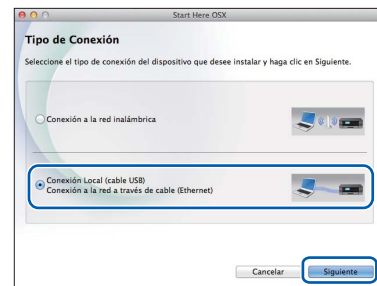 Start Here OSX
Tipo de Conexión
Seleccione el tipo de conexión del dispositivo que desee instalar y haga clic en Siguiente.
Conexión a la red inalámbrica
Conexión Local (cable USB)
Conexión a la red a través de cable (Ethernet)
Cancelar
Siguiente